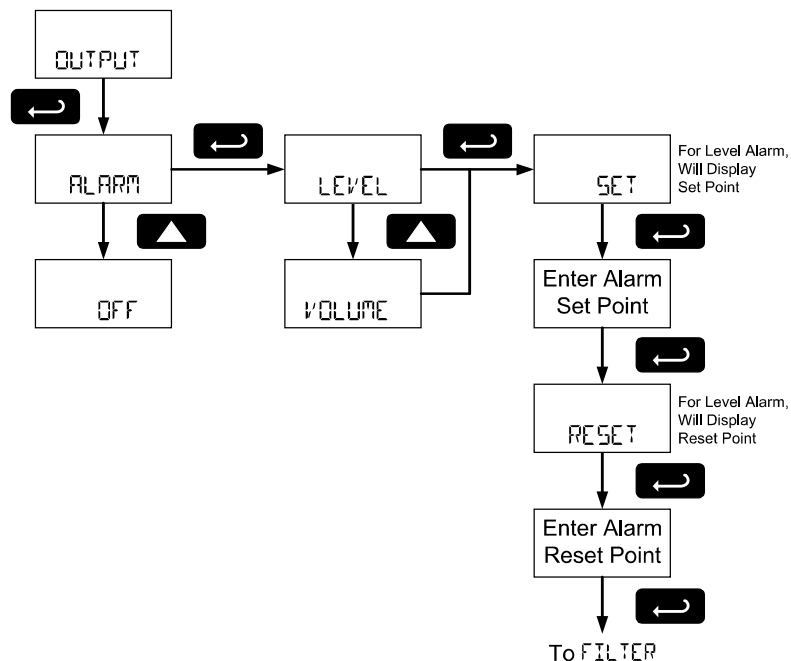 OUTPUT
ALARM
OFF
LEVEL
VOLUME
SET
For Level Alarm,
Will Display
Set Point
Enter Alarm
Set Point
RESET
For Level Alarm,
Will Display
Reset Point
Enter Alarm
Reset Point
To FILTER